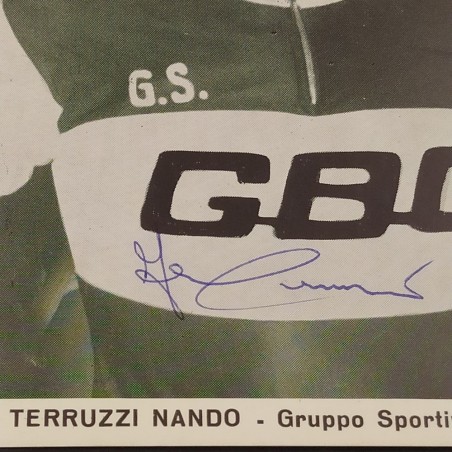 G.S.
GBC
TERRUZZI NANDO - Gruppo Sportiv